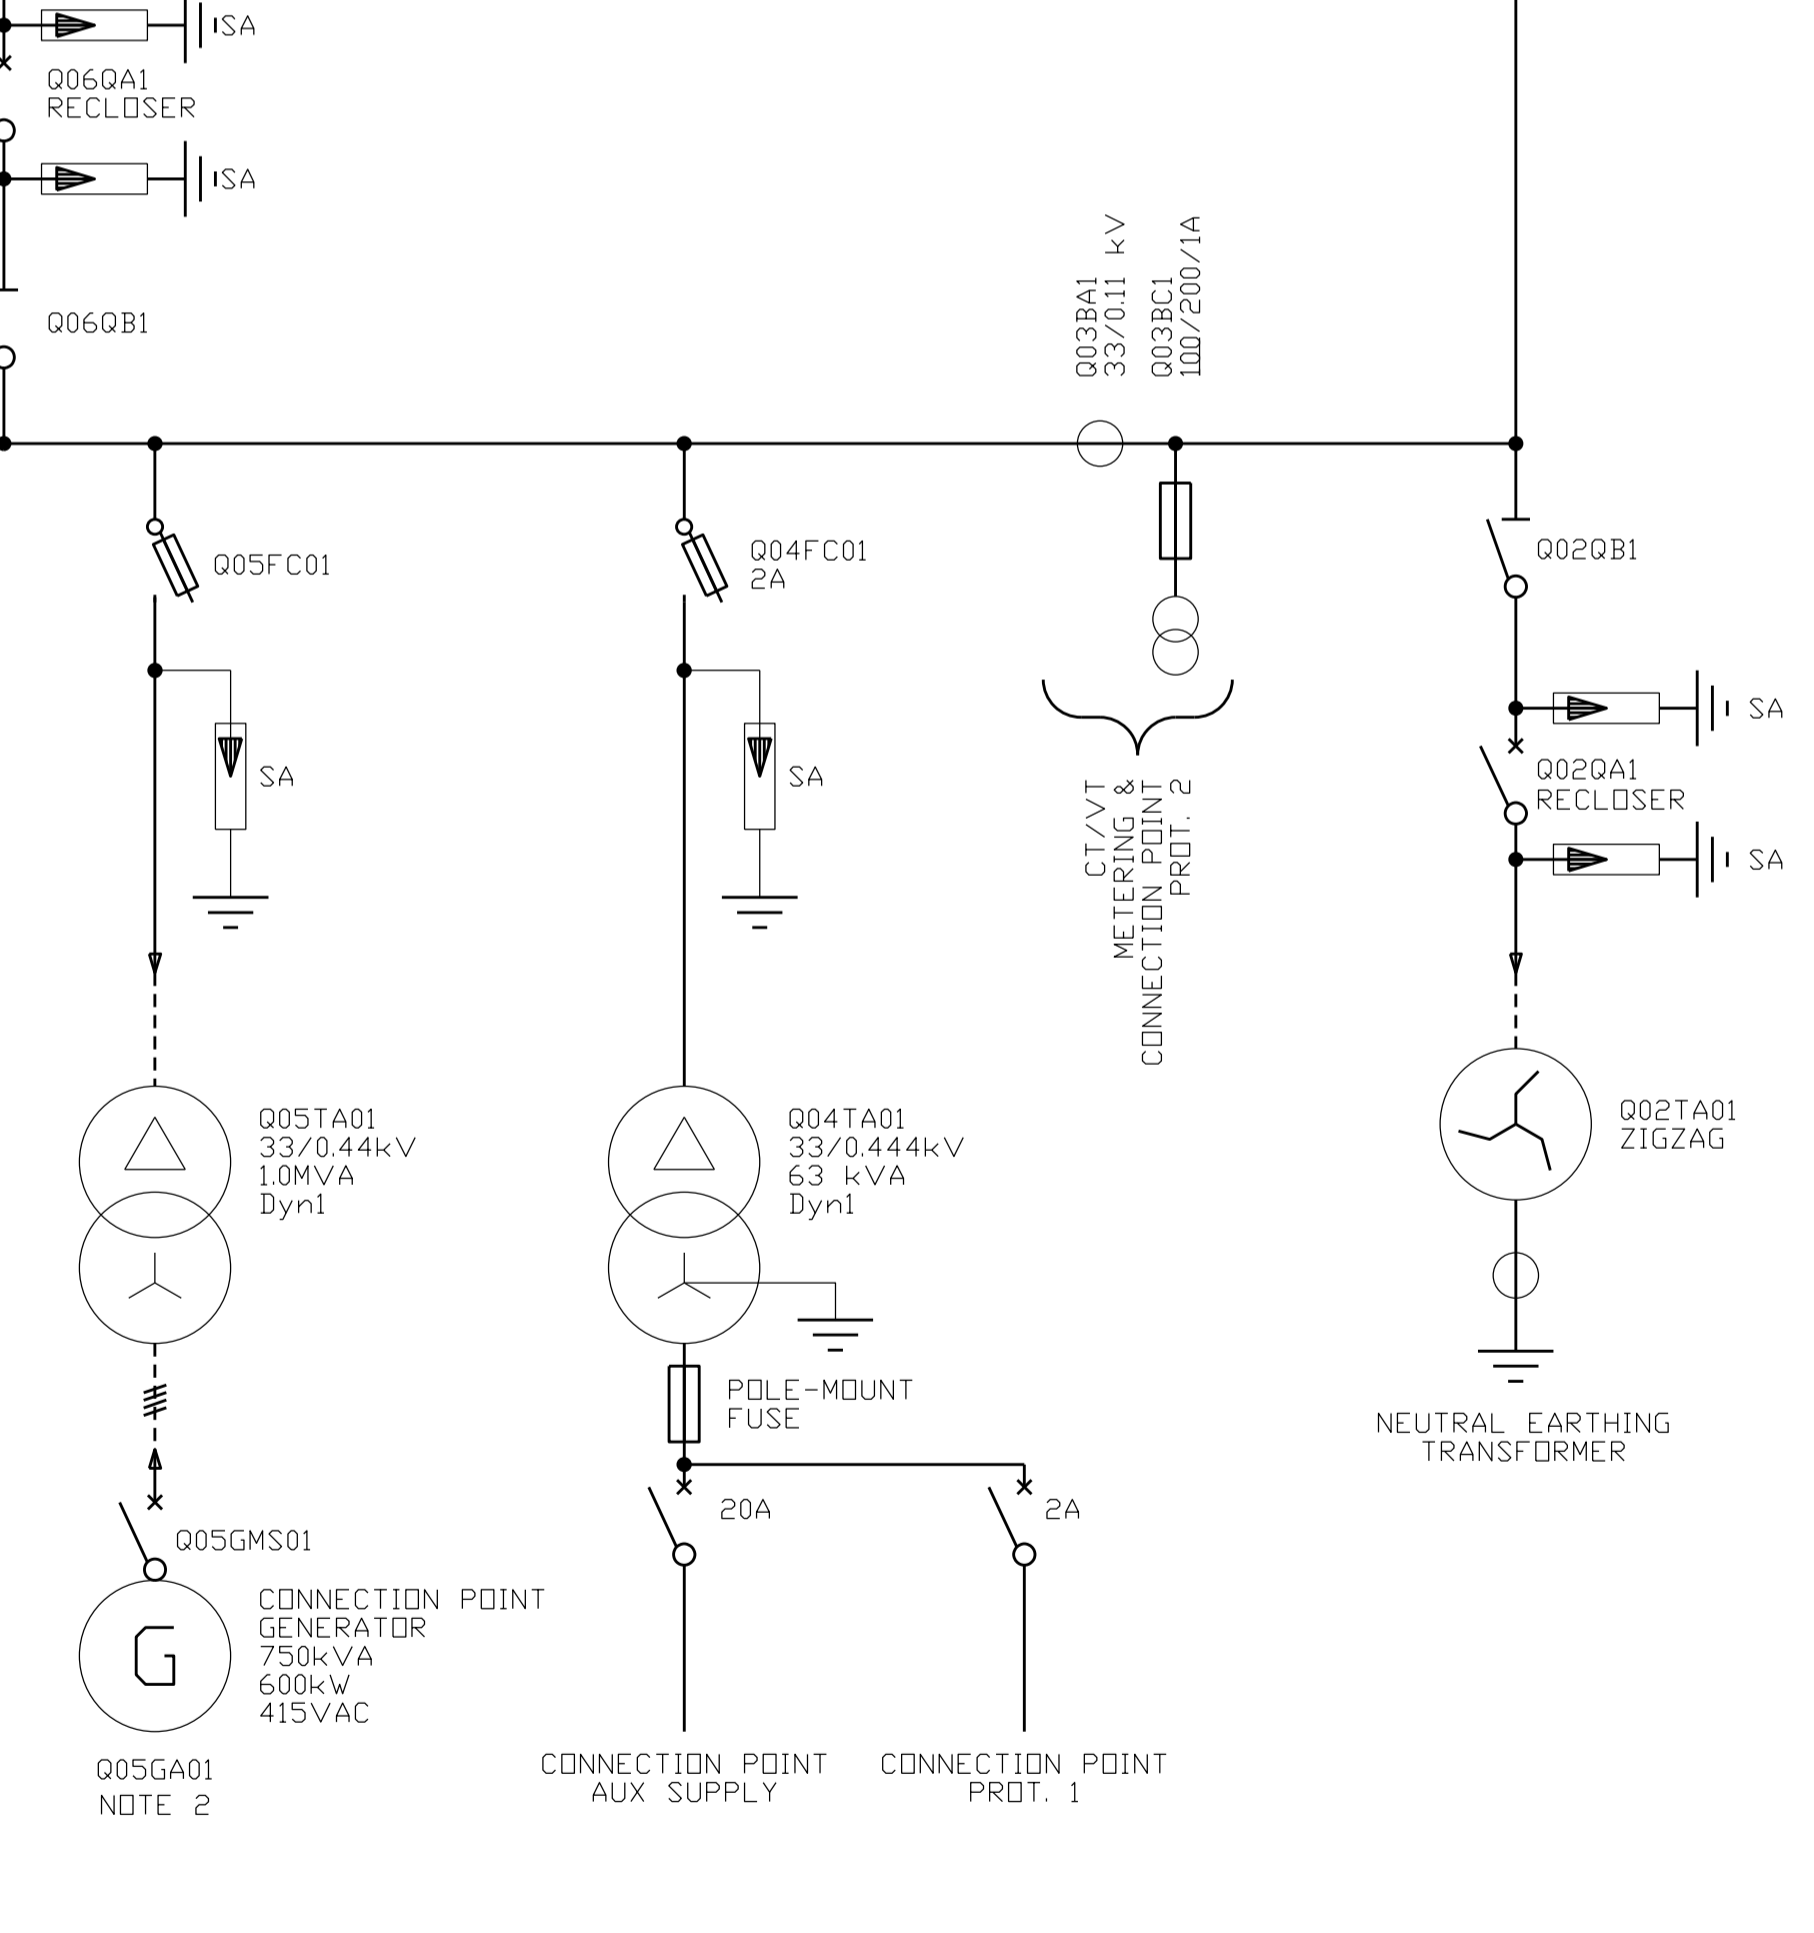 SA
Q06QA1
RECLOSER
SA
Q06QB1
Q03BA1
33/0.11 kV
Q03BC1
100/200/1A
Q05FC01
Q04FC01
2A
Q02QB1
SA
SA
SA
Q02QA1
RECLOSER
SA
CT/VT
METERING &
CONNECTION POINT
PROT. 2
Q05TA01
33/0.44kV
1.0MVA
Dyn1
Q04TA01
33/0.444kV
63 kVA
Dyn1
Q02TA01
ZIGZAG
POLE-MOUNT
FUSE
NEUTRAL EARTHING
TRANSFORMER
20A
2A
Q05GMS01
CONNECTION POINT
GENERATOR
750kVA
600kW
415VAC
G
Q05GA01
NOTE 2
CONNECTION POINT
AUX SUPPLY
CONNECTION POINT
PROT. 1